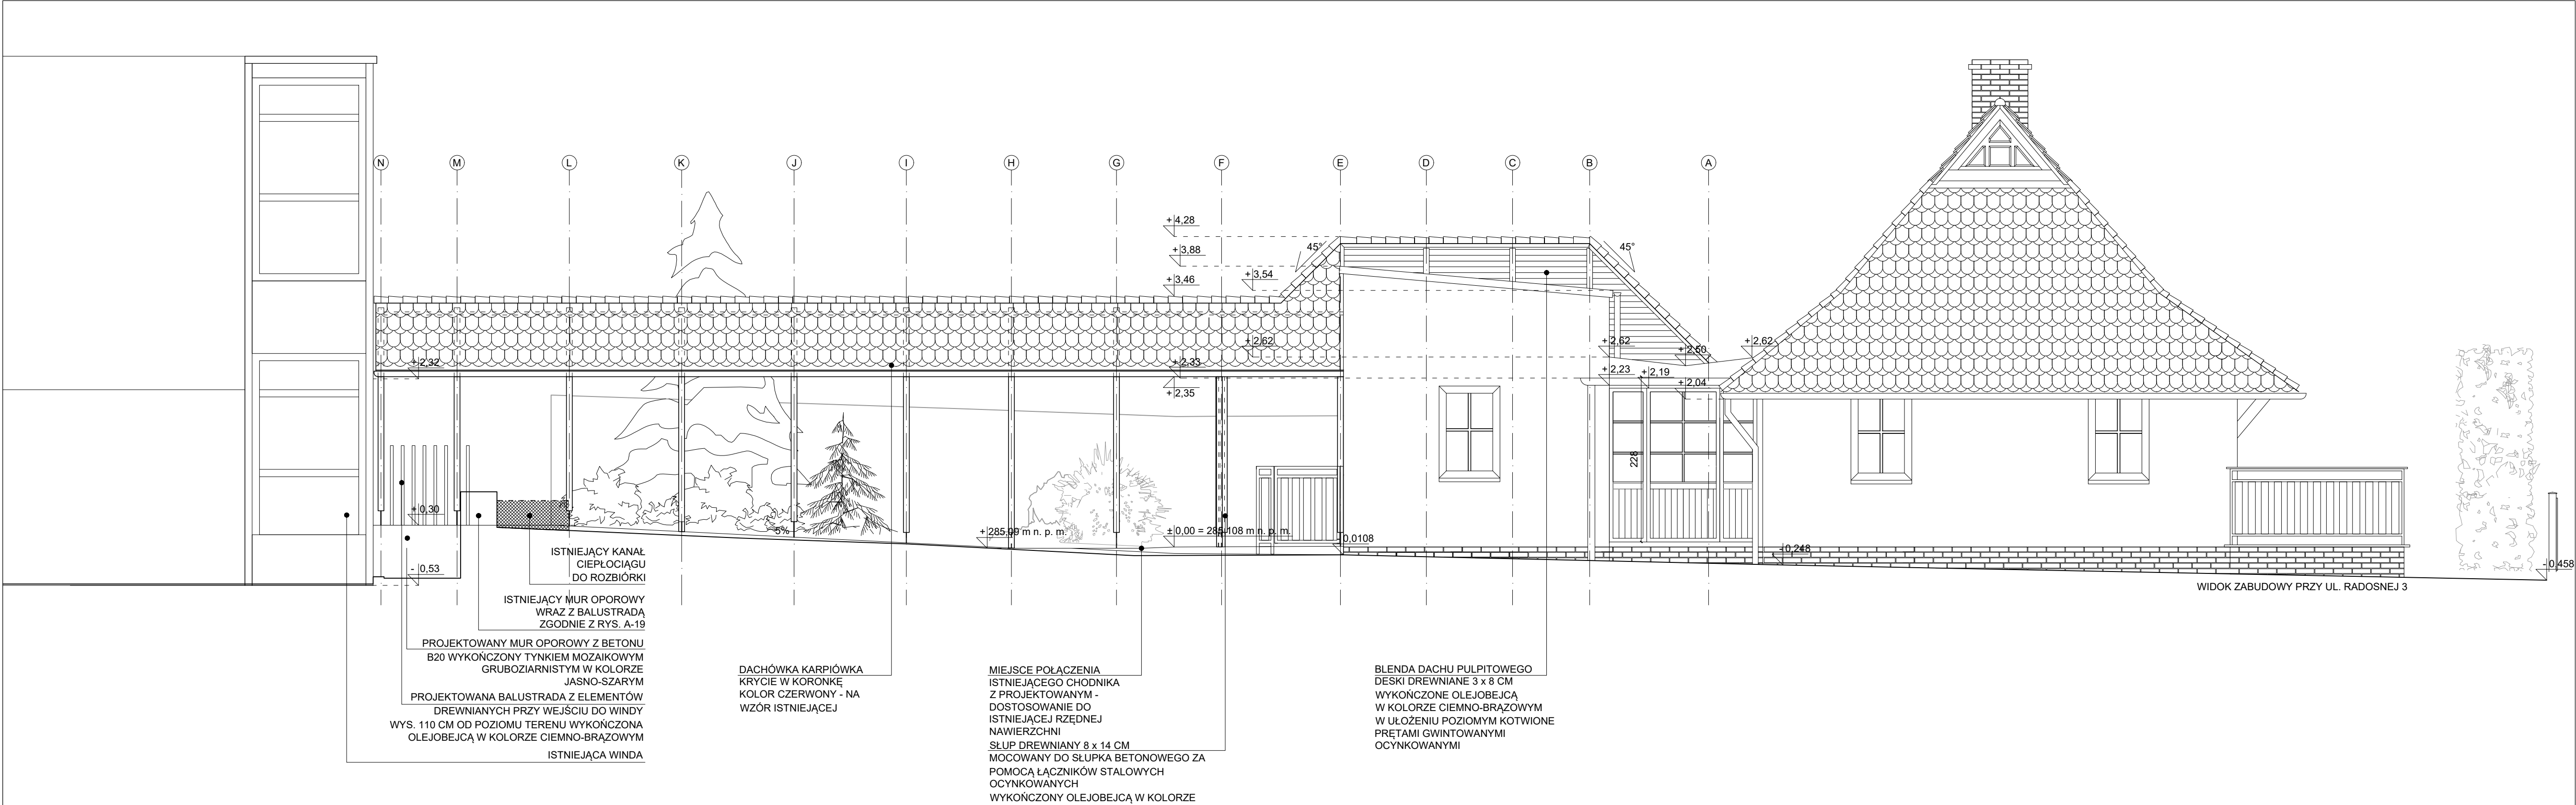 N
M
L
K
J
I
H
G
F
E
D
C
B
A
+ 4,28
+ 3,88
+ 3,46
+ 3,54
45°
45°
+ 2,32
+ 2,33
+ 2,35
+ 2,62
+ 2,62
+ 2,50
+ 2,62
+ 2,23
+ 2,19
+ 2,04
228
+ 0,30
- 0,53
5%
+ 285,09 m n. p. m.
± 0,00 = 285,108 m n. p. m.
- 0,0108
- 0,248
- 0,458
WIDOK ZABUDOWY PRZY UL. RADOSNEJ 3
ISTNIEJĄCY KANAŁ
CIEPŁOCIĄGU
DO ROZBIÓRKI
ISTNIEJĄCY MUR OPOROWY
WRAZ Z BALUSTRADĄ
ZGODNIE Z RYS. A-19
PROJEKTOWANY MUR OPOROWY Z BETONU
B20 WYKOŃCZONY TYNKIEM MOZAIKOWYM
GRUBOZIARNISTYM W KOLORZE
JASNO-SZARYM
PROJEKTOWANA BALUSTRADA Z ELEMENTÓW
DREWNIANYCH PRZY WEJŚCIU DO WINDY
WYS. 110 CM OD POZIOMU TERENU WYKOŃCZONA
OLEJOBEJCĄ W KOLORZE CIEMNO-BRĄZOWYM
ISTNIEJĄCA WINDA
DACHÓWKA KARPIÓWKA
KRYCIE W KORONKĘ
KOLOR CZERWONY - NA
WZÓR ISTNIEJĄCEJ
MIEJSCE POŁĄCZENIA
ISTNIEJĄCEGO CHODNIKA
Z PROJEKTOWANYM -
DOSTOSOWANIE DO
ISTNIEJĄCEJ RZĘDNEJ
NAWIERZCHNI
SŁUP DREWNIANY 8 x 14 CM
MOCOWANY DO SŁUPKA BETONOWEGO ZA
POMOCĄ ŁĄCZNIKÓW STALOWYCH
OCYNKOWANYCH
WYKOŃCZONY OLEJOBEJCĄ W KOLORZE
BLENDA DACHU PULPITOWEGO
DESKI DREWNIANE 3 x 8 CM
WYKOŃCZONE OLEJOBEJCĄ
W KOLORZE CIEMNO-BRĄZOWYM
W UŁOŻENIU POZIOMYM KOTWIONE
PRĘTAMI GWINTOWANYMI
OCYNKOWANYMI